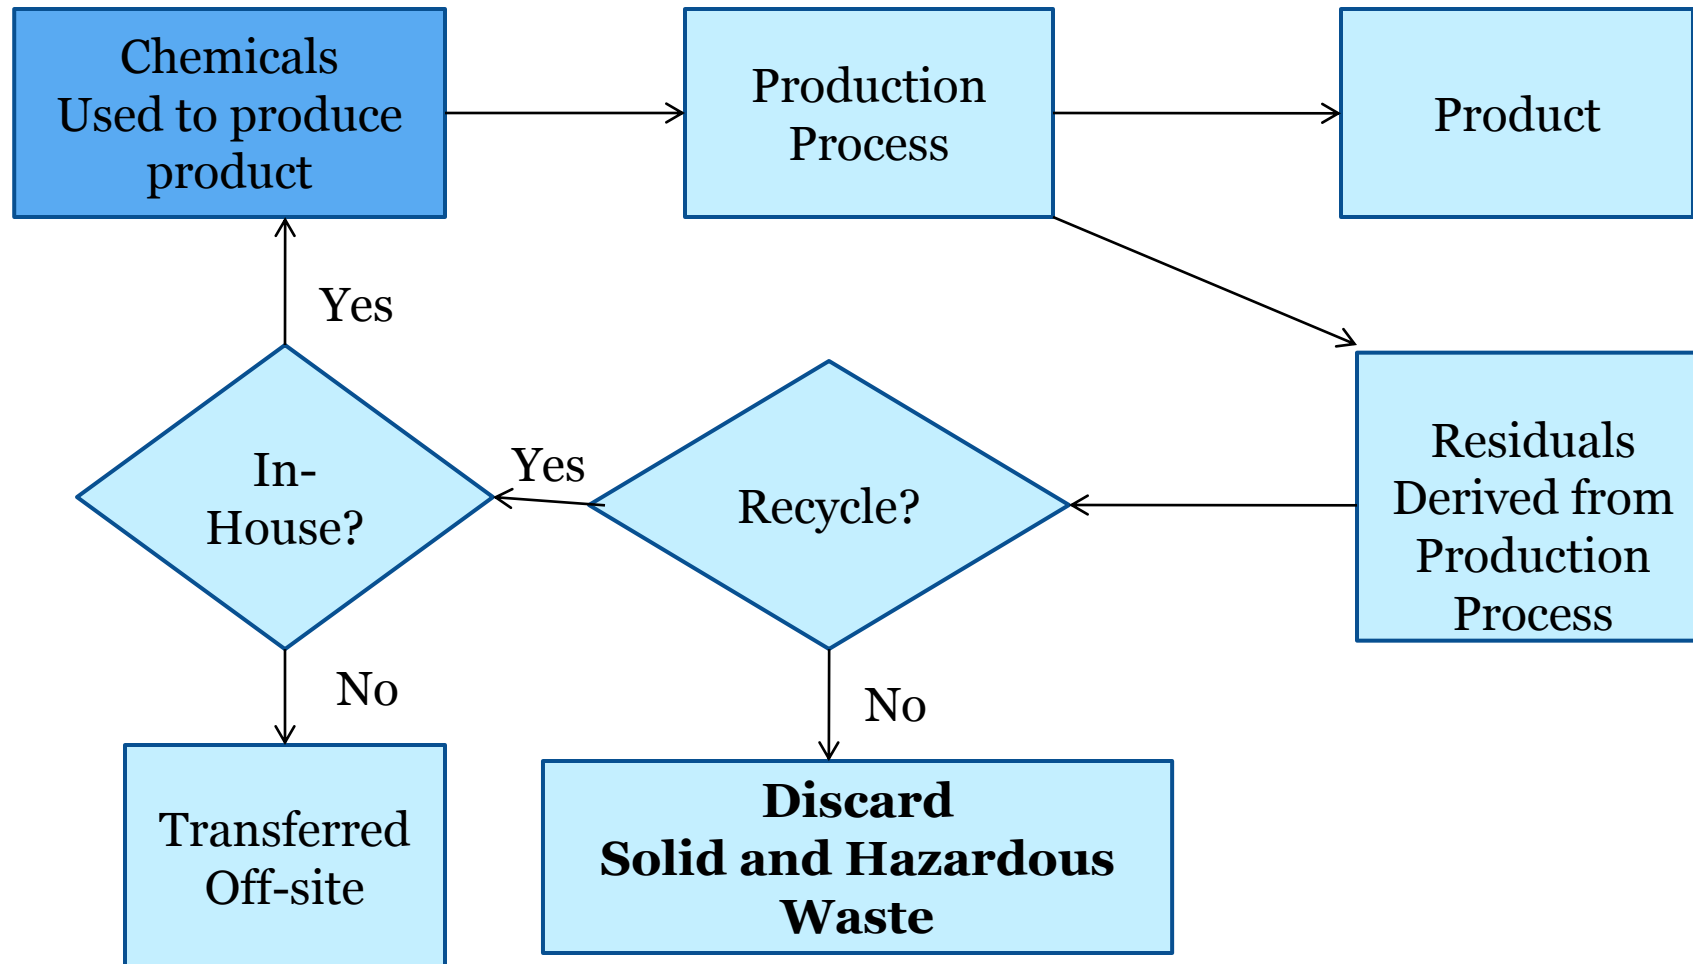 Chemicals
Used to produce
product
Production
Process
Product
Yes
In-
House?
Yes
Recycle?
Residuals
Derived from
Production
Process
No
No
Transferred
Off-site
Discard
Solid and Hazardous
Waste